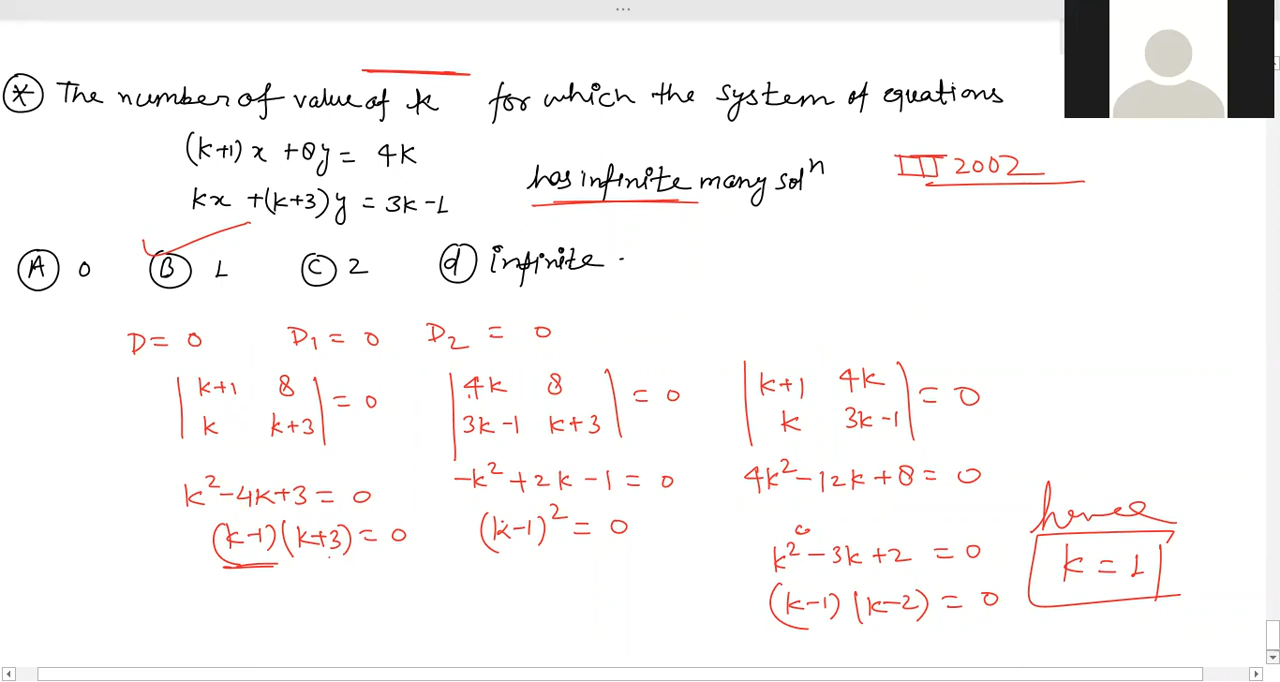 * The number of value of k for which the system of equations
(k+1)x + 8y = 4k
kx + (k+3)y = 3k-1
has infinite many solⁿ
IIT 2002
(A) 0 (B) 1 (C) 2 (d) infinite.
D = 0 D₁ = 0 D₂ = 0
|k+1 8| = 0 |4k 8| = 0 |k+1 4k| = 0
|k k+3| |3k-1 k+3| |k 3k-1|
k²-4k+3 = 0 -k²+2k-1 = 0 4k²-12k+8 = 0
(k-1)(k+3) = 0 (k-1)² = 0
k²-3k+2 = 0
(k-1)(k-2) = 0
hence
k = 1